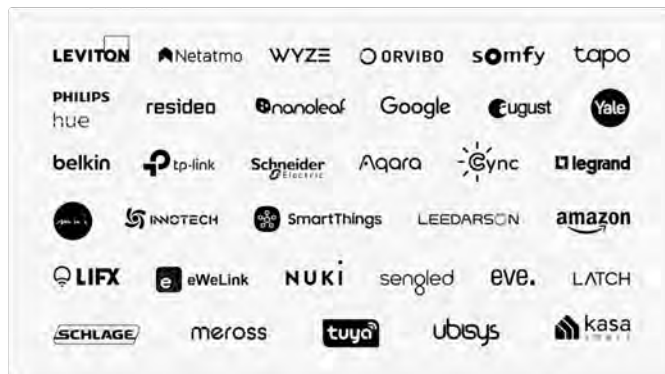 LEVITON Netatmo WYZE ORVIBO somfy tapo
PHILIPS hue resideo nanoleaf Google August Yale
belkin tp-link Schneider Electric Aqara Cync legrand
INNOTECH SmartThings LEEDARSON amazon
LIFX eWeLink NUKI sengled eve. LATCH
SCHLAGE meross tuya ubisys kasa smart